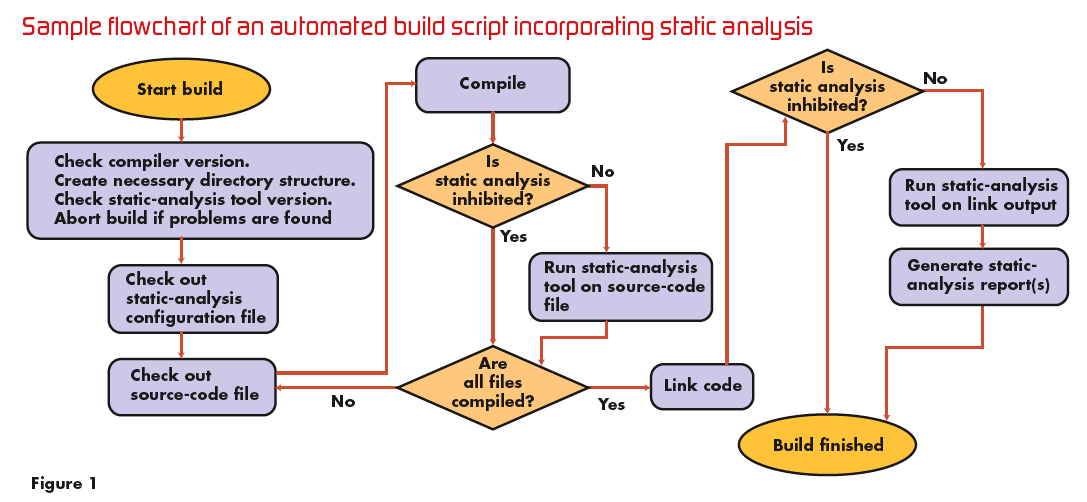 Sample flowchart of an automated build script incorporating static analysis
Start build
Check compiler version.
Create necessary directory structure.
Check static-analysis tool version.
Abort build if problems are found
Check out
static-analysis
configuration file
Check out
source-code file
Compile
Is
static analysis
inhibited?
No
Yes
Run static-analysis
tool on source-code
file
Are
all files
compiled?
No
Yes
Link code
Is
static analysis
inhibited?
No
Yes
Run static-analysis
tool on link output
Generate static-
analysis report(s)
Build finished
Figure 1